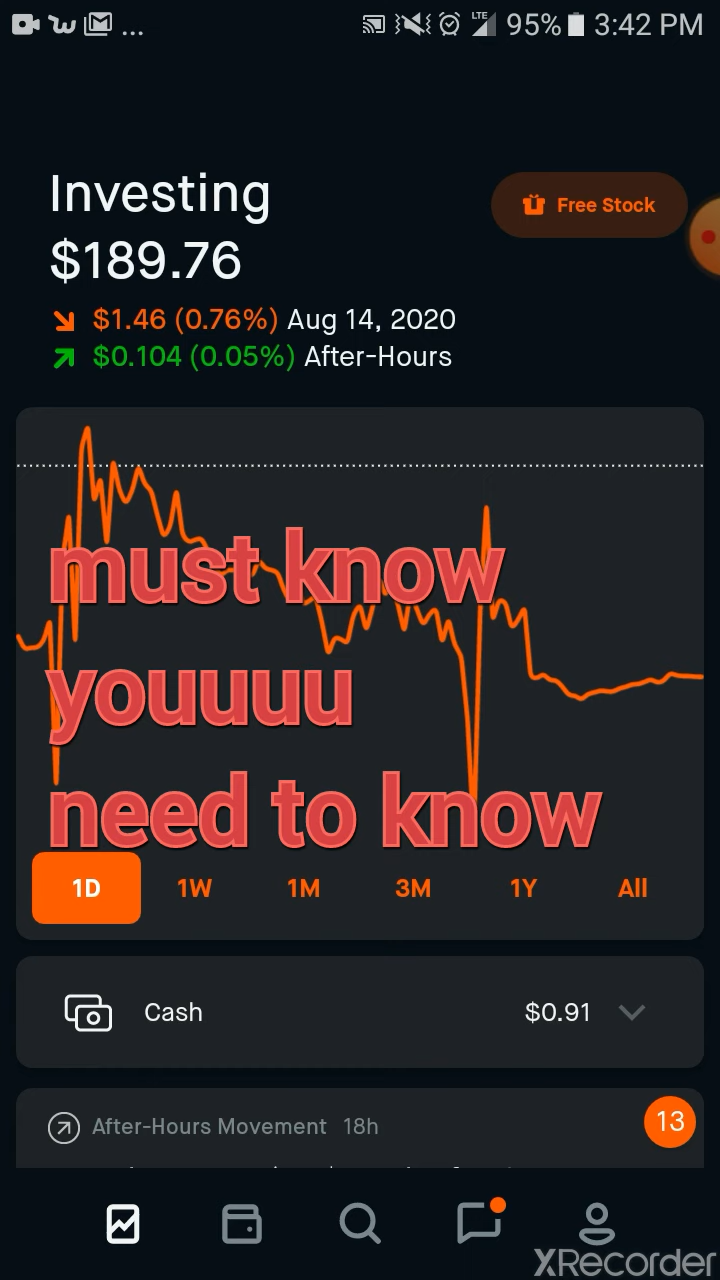 ... LTE 95% 3:42 PM
Investing
Free Stock
$189.76
$1.46 (0.76%) Aug 14, 2020
$0.104 (0.05%) After-Hours
must know
youuuu
need to know
1D 1W 1M 3M 1Y All
Cash $0.91
After-Hours Movement 18h 13
XRecorder